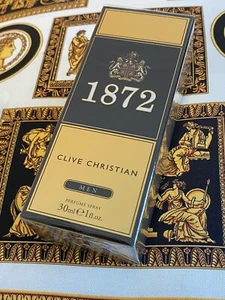 1872
CLIVE CHRISTIAN
MEN
PERFUME SPRAY
30ml℮1fl.oz.